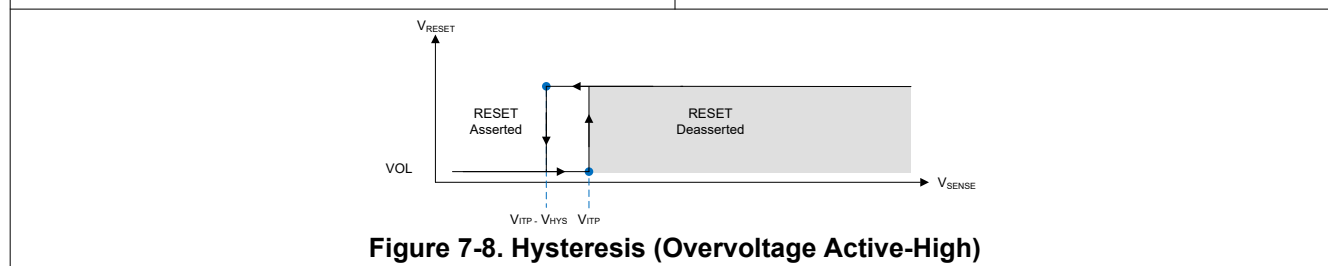 VRESET
RESET
Asserted
RESET
Deasserted
VOL
VSENSE
VITP - VHYS VITP
Figure 7-8. Hysteresis (Overvoltage Active-High)